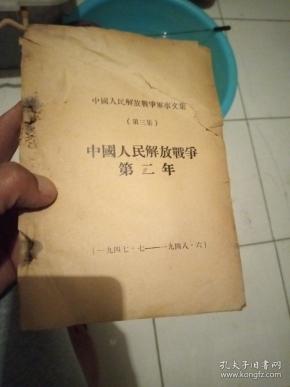 中國人民解放戰爭軍事文集
(第三集)
中國人民解放戰爭
第二年
(一九四七·七——一九四八·六)
孔夫子旧书网